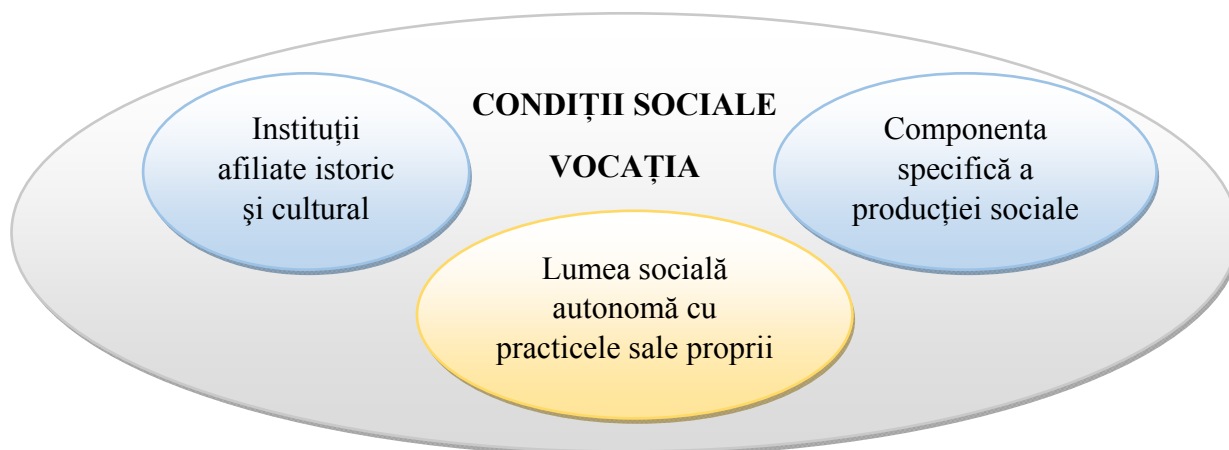 CONDIȚII SOCIALE
VOCAȚIA
Instituții
afiliate istoric
şi cultural
Componenta
specifică a
producției sociale
Lumea socială
autonomă cu
practicele sale proprii